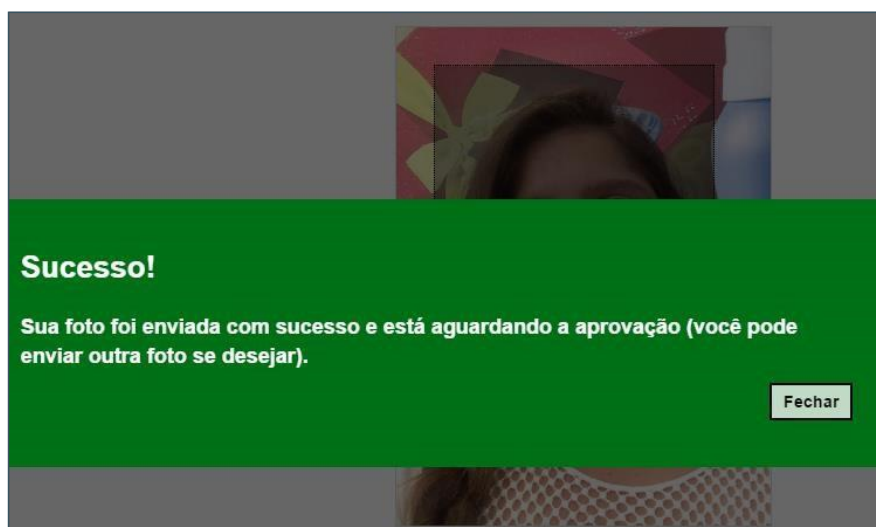 Sucesso!
Sua foto foi enviada com sucesso e está aguardando a aprovação (você pode
enviar outra foto se desejar).
Fechar